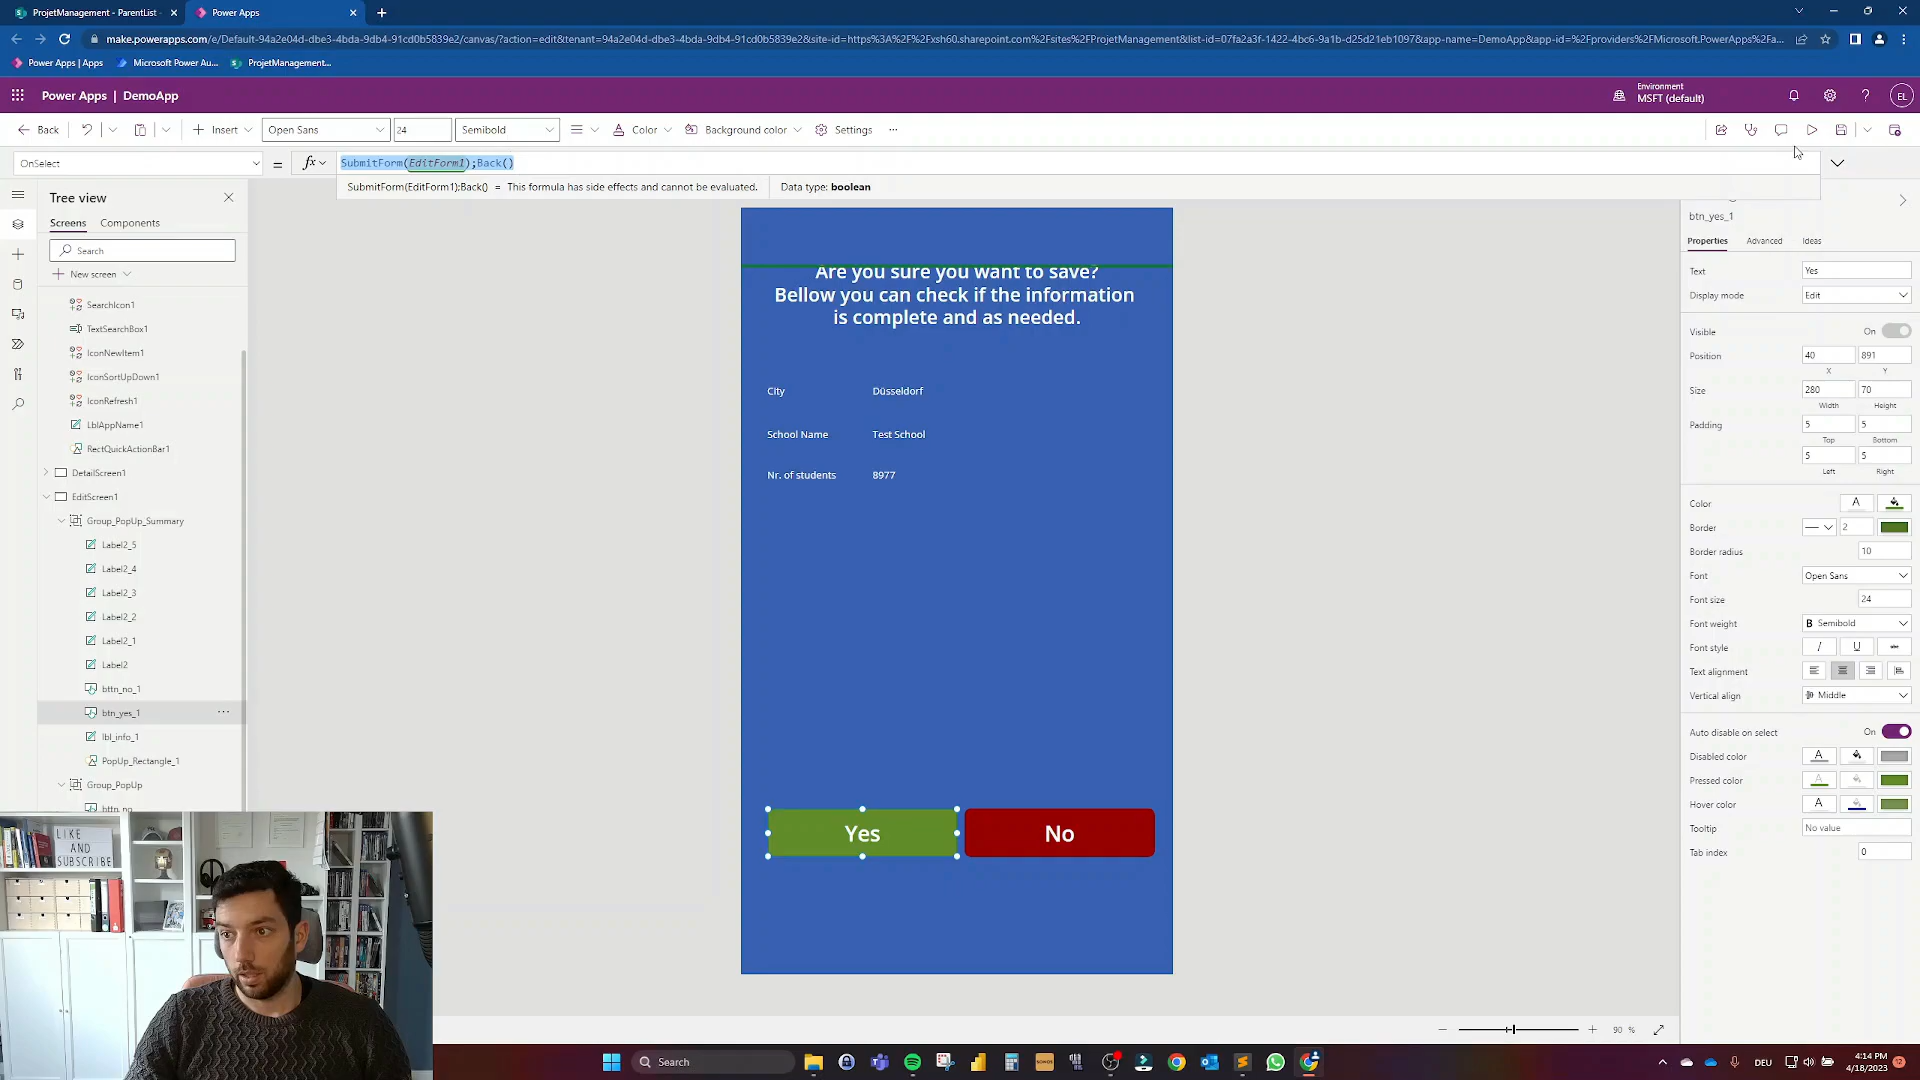 ProjetManagement - ParentList -
Power Apps
make.powerapps.com/e/Default-94a2e04d-dbe3-4bda-9db4-91cd0b5839e2/canvas/?action=edit&tenant=94a2e04d-dbe3-4bda-9db4-91cd0b5839e2&site-id=https%3A%2F%2Fxsh60.sharepoint.com%2Fsites%2FProjetManagement&list-id=07fa2a3f-1422-4bc6-9a1b-d25d21eb1097&app-name=DemoApp&app-id=%2Fproviders%2FMicrosoft.PowerApps%2Fa...
Power Apps | Apps
Microsoft Power Au...
ProjetManagement...
Power Apps | DemoApp
Environment
MSFT (default)
EL
Back
Insert
Open Sans
24
Semibold
Color
Background color
Settings
OnSelect
= fx
SubmitForm(EditForm1);Back()
SubmitForm(EditForm1);Back() = This formula has side effects and cannot be evaluated.
Data type: boolean
Tree view
Screens
Components
Search
New screen
SearchIcon1
TextSearchBox1
IconNewItem1
IconSortUpDown1
IconRefresh1
LblAppName1
RectQuickActionBar1
DetailScreen1
EditScreen1
Group_PopUp_Summary
Label2_5
Label2_4
Label2_3
Label2_2
Label2_1
Label2
bttn_no_1
btn_yes_1
lbl_info_1
PopUp_Rectangle_1
Group_PopUp
bttn_no
Are you sure you want to save?
Bellow you can check if the information
is complete and as needed.
City Düsseldorf
School Name Test School
Nr. of students 8977
Yes
No
btn_yes_1
Properties
Advanced
Ideas
Text Yes
Display mode Edit
Visible On
Position 40 891
X Y
Size 280 70
Width Height
Padding 5 5
Top Bottom
5 5
Left Right
Color A
Border 2
Border radius 10
Font Open Sans
Font size 24
Font weight B Semibold
Font style I U abc
Text alignment
Vertical align Middle
Auto disable on select On
Disabled color A
Pressed color A
Hover color A
Tooltip No value
Tab index 0
LIKE
AND
SUBSCRIBE
90 %
Search
SONOS
DEU
4:14 PM
4/18/2023
12